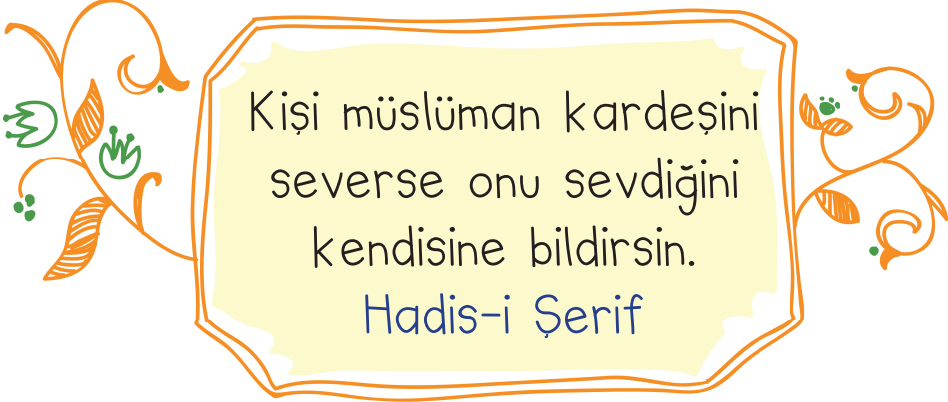 Kişi müslüman kardeşini
severse onu sevdiğini
kendisine bildirsin.
Hadis-i Şerif